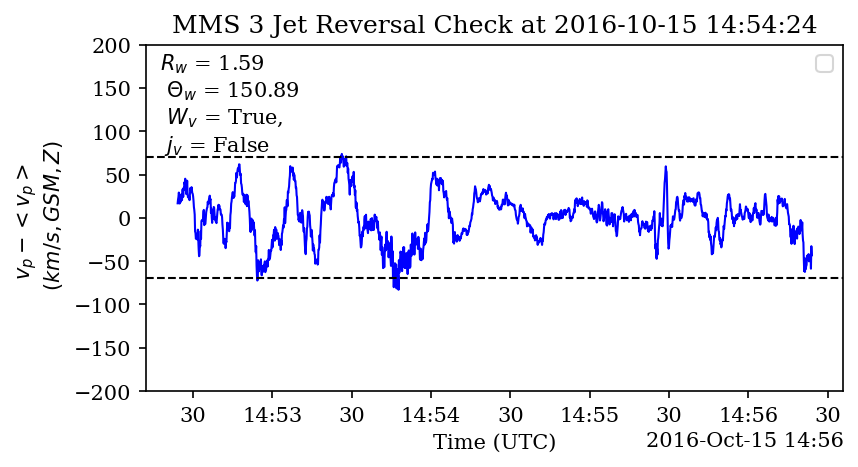 MMS 3 Jet Reversal Check at 2016-10-15 14:54:24
R_w = 1.59
Θ_w = 150.89
W_v = True,
j_v = False
v_p − < v_p >
(km/s, GSM, Z)
200
150
100
50
0
−50
−100
−150
−200
30 14:53 30 14:54 30 14:55 30 14:56 30
Time (UTC)
2016-Oct-15 14:56